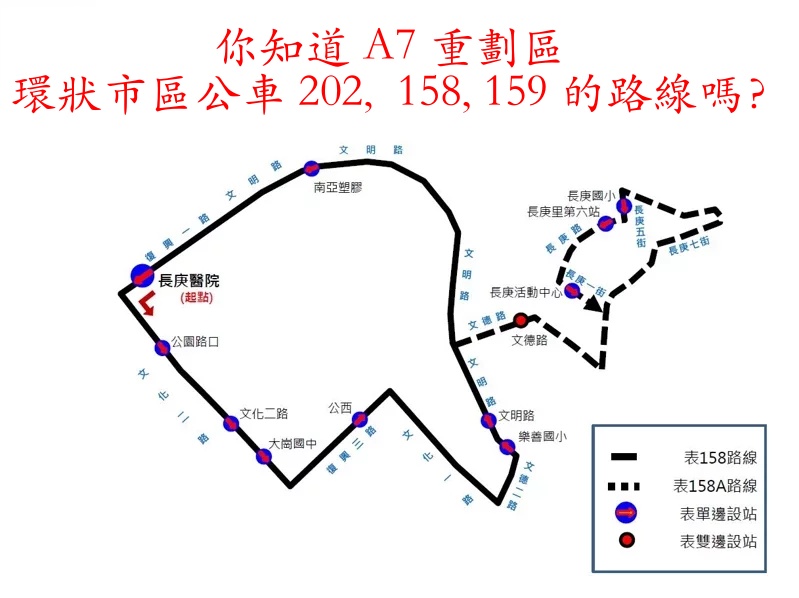 你知道 A7 重劃區
環狀市區公車 202, 158, 159 的路線嗎?
文明路
南亞塑膠
文明路
復興一路
長庚醫院
(起點)
公園路口
文化二路
文化二路
大崗國中
公西
復興三路
文化一路
文明路
文德路
文德路
文明路
文明路
樂善國小
文德二路
長庚國小
長庚里第六站
長庚五街
長庚路
長庚七街
長庚一街
長庚活動中心
表158路線
表158A路線
表單邊設站
表雙邊設站